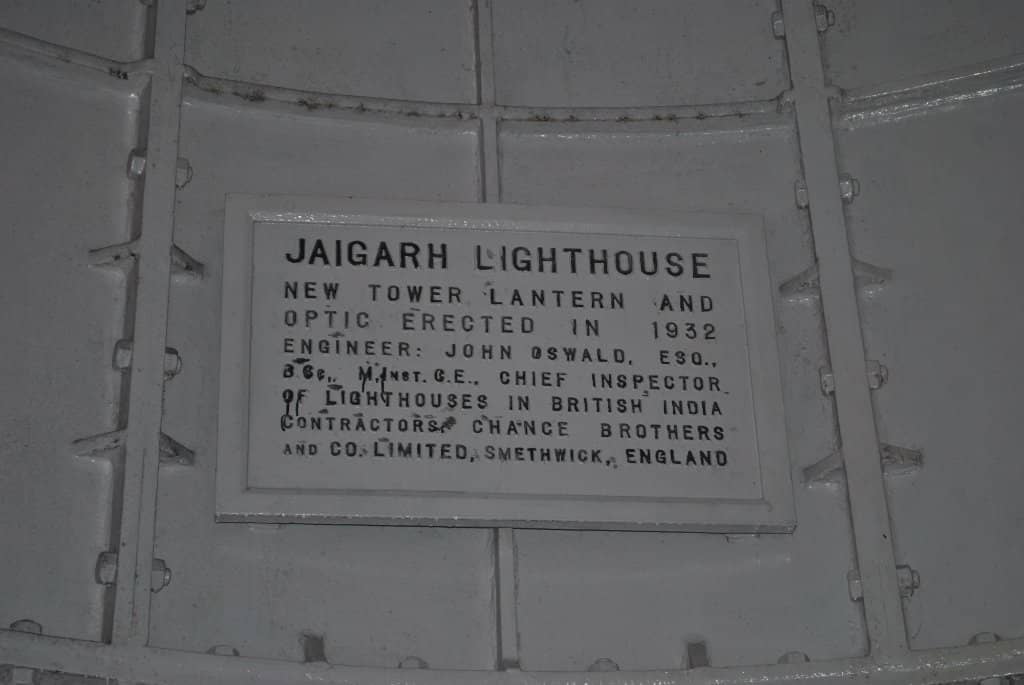 JAIGARH LIGHTHOUSE
NEW TOWER LANTERN AND
OPTIC ERECTED IN 1932
ENGINEER: JOHN OSWALD, ESQ.,
B.Sc., M.INST.C.E., CHIEF INSPECTOR
OF LIGHTHOUSES IN BRITISH INDIA
CONTRACTORS CHANCE BROTHERS
AND CO. LIMITED, SMETHWICK, ENGLAND